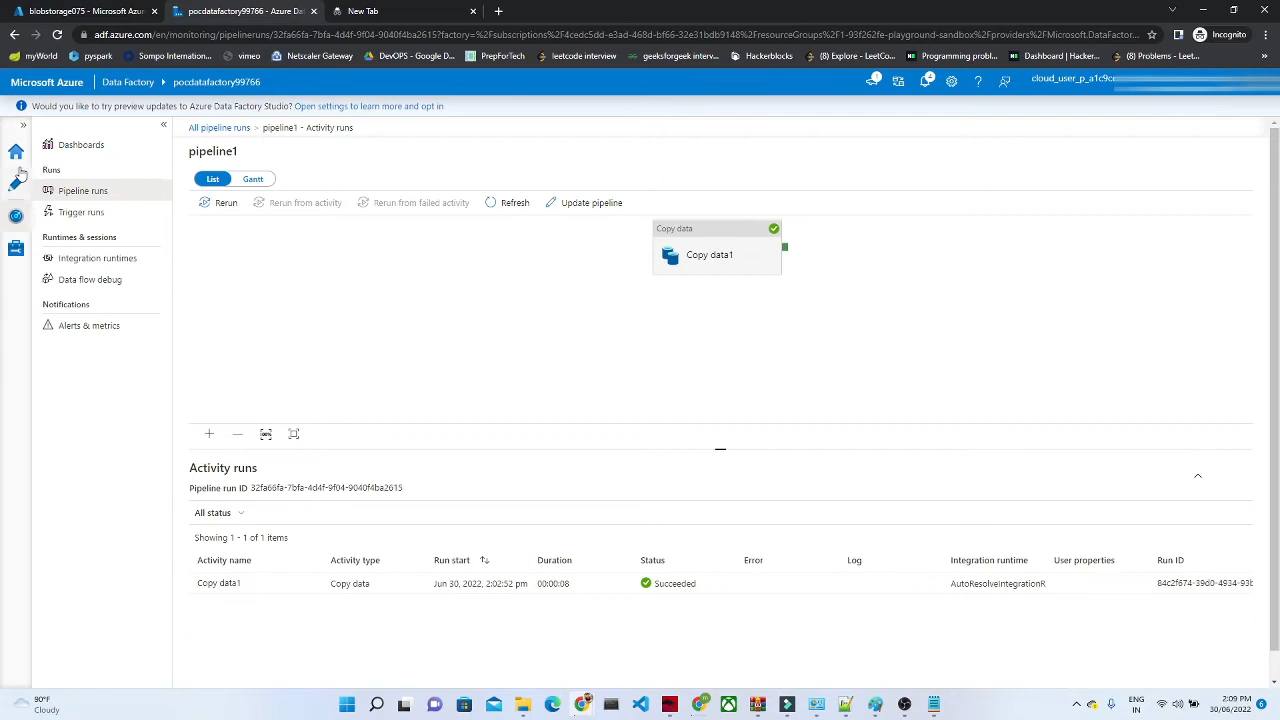 blobstorage075 - Microsoft Azure
pocdatafactory99766 - Azure Da
New Tab
ad.azure.com/en/monitoring/pipelineruns/32fa66fa-7bfa-4d4f-9f04-9040f4ba2615?factory=%2Fsubscriptions%2F4cedc5dd-e3ad-468d-bf66-32e31bdb9148%2FresourceGroups%2F1-93f262fe-playground-sandbox%2Fproviders%2FMicrosoft.DataFactor...
Incognito
myWorld
pyspark
Sompo Internation...
vimeo
Netscaler Gateway
DevOPS - Google D...
PrepForTech
leetcode interview
geeksforgeek interv...
Hackerblocks
(8) Explore - LeetCo...
Programming probl...
Dashboard | Hacker...
(8) Problems - Leet...
Microsoft Azure
Data Factory
pocdatafactory99766
1
4
Would you like to try preview updates to Azure Data Factory Studio? Open settings to learn more and opt in
Dashboards
Runs
Pipeline runs
Trigger runs
Runtimes & sessions
Integration runtimes
Data flow debug
Notifications
Alerts & metrics
All pipeline runs > pipeline1 - Activity runs
pipeline1
List
Gantt
Rerun
Rerun from activity
Rerun from failed activity
Refresh
Update pipeline
Copy data
Copy data1
Activity runs
Pipeline run ID 32fa66fa-7bfa-4d4f-9f04-9040f4ba2615
All status
Showing 1 - 1 of 1 items
Activity name Activity type Run start Duration Status Error Log Integration runtime User properties Run ID
Copy data1 Copy data Jun 30, 2022, 2:02:52 pm 00:00:08 Succeeded AutoResolveIntegrationR
90°F
Cloudy
ENG
IN
2:09 PM
30/06/2022
6